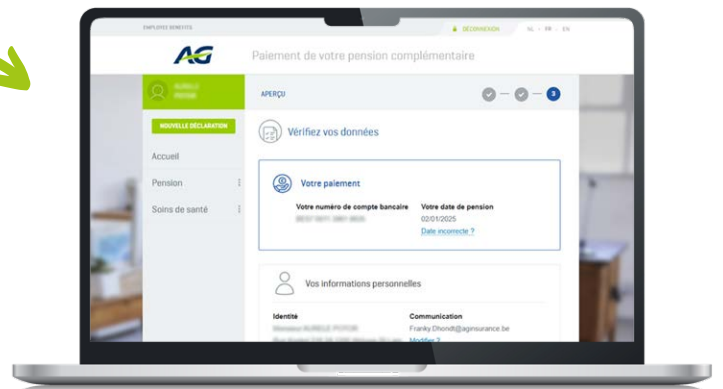 EMPLOYEE BENEFITS
DÉCONNEXION
NL - FR - EN
AG
Paiement de votre pension complémentaire
APERÇU
3
NOUVELLE DÉCLARATION
Vérifiez vos données
Accueil
Pension
Soins de santé
Votre paiement
Votre numéro de compte bancaire
Votre date de pension
02/01/2025
Date incorrecte ?
Vos informations personnelles
Identité
Communication
Franky.Dhondt@aginsurance.be
Modifier ?